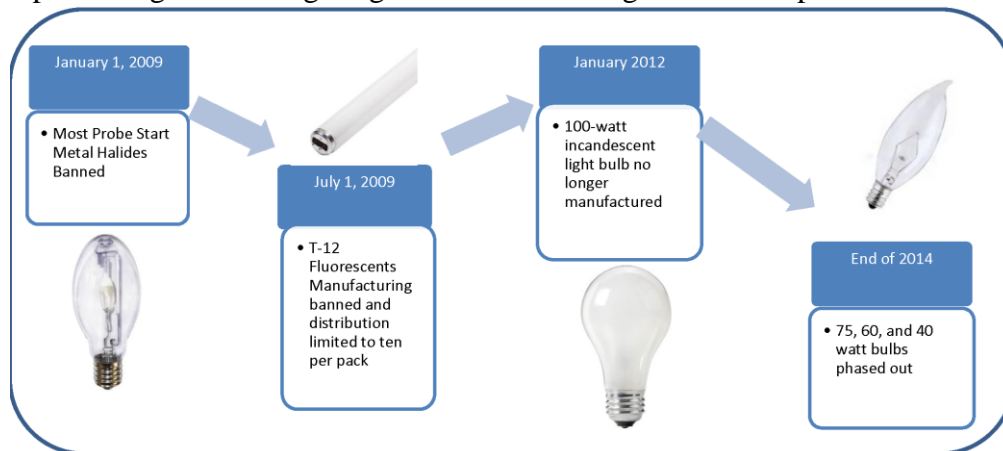 January 1, 2009
• Most Probe Start
Metal Halides
Banned
July 1, 2009
• T-12
Fluorescents
Manufacturing
banned and
distribution
limited to ten
per pack
January 2012
• 100-watt
incandescent
light bulb no
longer
manufactured
End of 2014
• 75, 60, and 40
watt bulbs
phased out